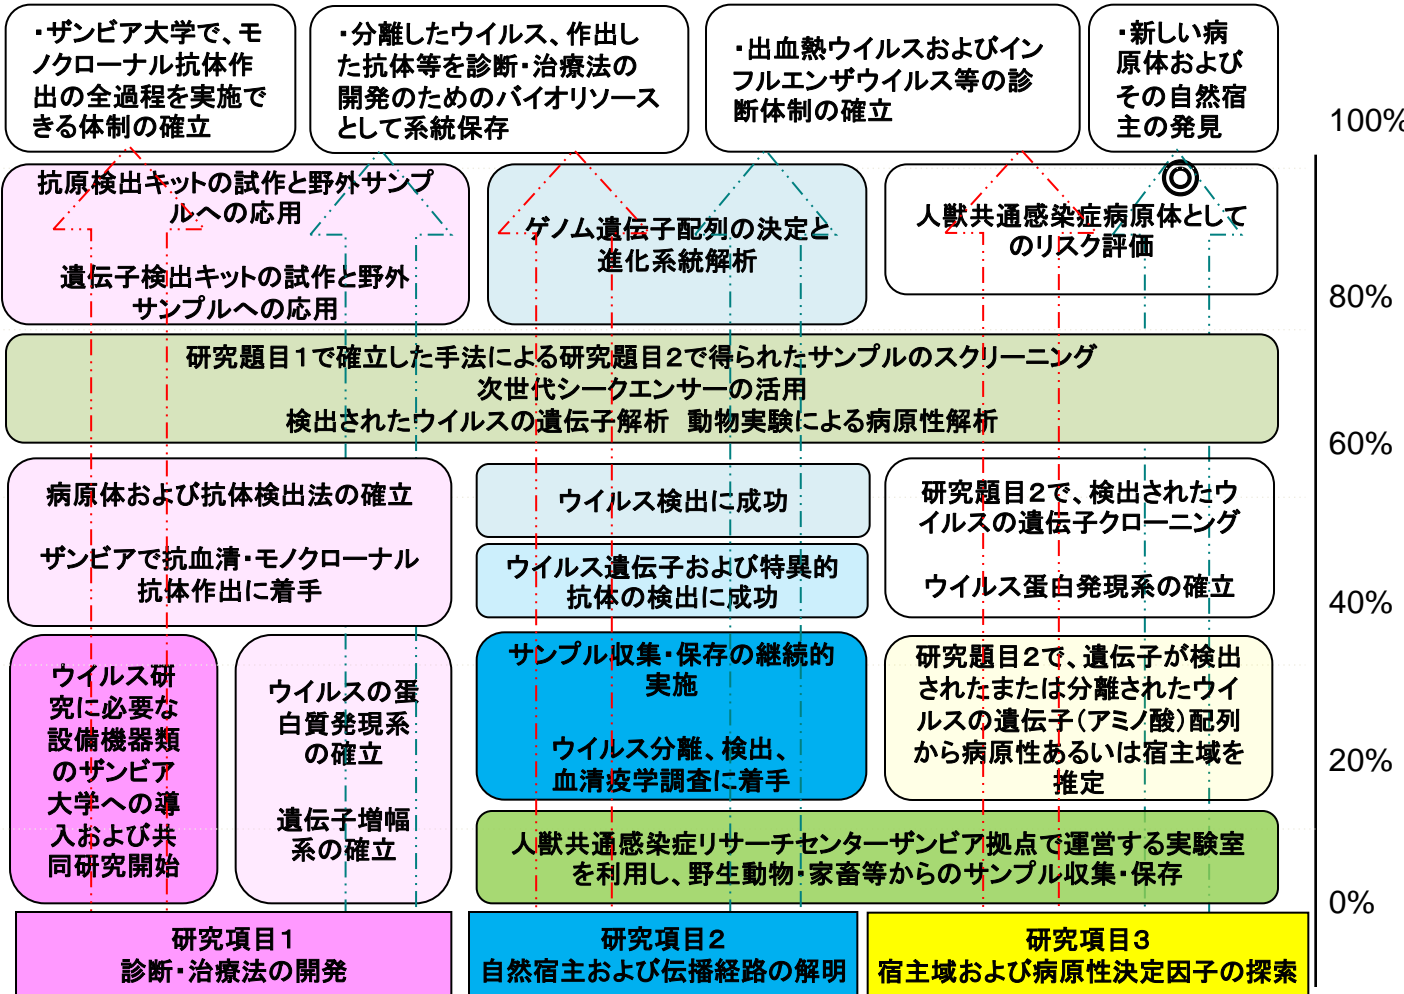 ・ザンビア大学で、モ
ノクローナル抗体作
出の全過程を実施で
きる体制の確立
・分離したウイルス、作出し
た抗体等を診断・治療法の
開発のためのバイオリソース
として系統保存
・出血熱ウイルスおよびイン
フルエンザウイルス等の診
断体制の確立
・新しい病
原体および
その自然宿
主の発見
100%
抗原検出キットの試作と野外サンプ
ルへの応用
遺伝子検出キットの試作と野外
サンプルへの応用
ゲノム遺伝子配列の決定と
進化系統解析
◎
人獣共通感染症病原体として
のリスク評価
80%
研究題目１で確立した手法による研究題目２で得られたサンプルのスクリーニング
次世代シークエンサーの活用
検出されたウイルスの遺伝子解析　動物実験による病原性解析
60%
病原体および抗体検出法の確立
ザンビアで抗血清・モノクローナル
抗体作出に着手
ウイルス検出に成功
ウイルス遺伝子および特異的
抗体の検出に成功
研究題目２で、検出されたウ
イルスの遺伝子クローニング
ウイルス蛋白発現系の確立
40%
ウイルス研
究に必要な
設備機器類
のザンビア
大学への導
入および共
同研究開始
ウイルスの蛋
白質発現系
の確立
遺伝子増幅
系の確立
サンプル収集・保存の継続的
実施
ウイルス分離、検出、
血清疫学調査に着手
研究題目２で、遺伝子が検出
されたまたは分離されたウイ
ルスの遺伝子（アミノ酸）配列
から病原性あるいは宿主域を
推定
20%
人獣共通感染症リサーチセンターザンビア拠点で運営する実験室
を利用し、野生動物・家畜等からのサンプル収集・保存
0%
研究項目１
診断・治療法の開発
研究項目２
自然宿主および伝播経路の解明
研究項目３
宿主域および病原性決定因子の探索